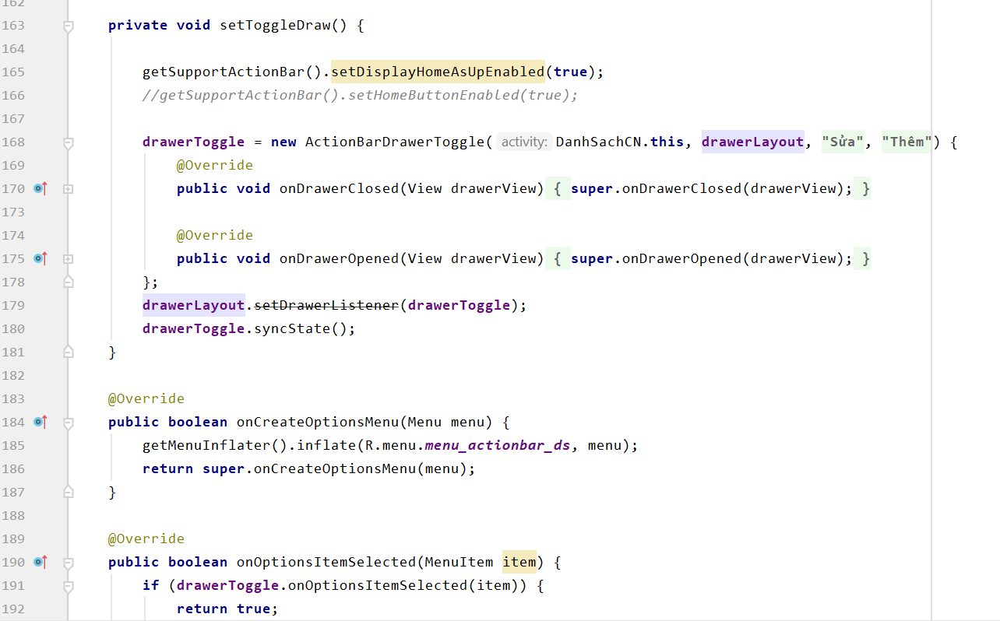 162
163 private void setToggleDraw() {
164
165 getSupportActionBar().setDisplayHomeAsUpEnabled(true);
166 //getSupportActionBar().setHomeButtonEnabled(true);
167
168 drawerToggle = new ActionBarDrawerToggle( activity: DanhSachCN.this, drawerLayout, "Sửa", "Thêm") {
169 @Override
170 public void onDrawerClosed(View drawerView) { super.onDrawerClosed(drawerView); }
173
174 @Override
175 public void onDrawerOpened(View drawerView) { super.onDrawerOpened(drawerView); }
178 };
179 drawerLayout.setDrawerListener(drawerToggle);
180 drawerToggle.syncState();
181 }
182
183 @Override
184 public boolean onCreateOptionsMenu(Menu menu) {
185 getMenuInflater().inflate(R.menu.menu_actionbar_ds, menu);
186 return super.onCreateOptionsMenu(menu);
187 }
188
189 @Override
190 public boolean onOptionsItemSelected(MenuItem item) {
191 if (drawerToggle.onOptionsItemSelected(item)) {
192 return true;